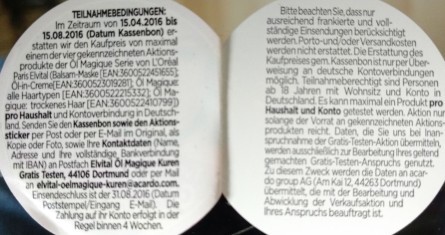 TEILNAHMEBEDINGUNGEN:
Im Zeitraum von 15.04.2016 bis
15.08.2016 (Datum Kassenbon) er-
statten wir den Kaufpreis von maximal
einem der vier gekennzeichneten Aktions-
produkte der Öl Magique Serie von L'Oréal
Paris Elvital (Balsam-Maske [EAN:3600522451655];
Öl-in-Creme[EAN:3600523019281]; Öl Magique:
alle Haartypen [EAN:3600522215332]; Öl Ma-
gique: trockenes Haar [EAN:3600522410799])
pro Haushalt und Kontoverbindung in Deutsch-
land. Senden Sie den Kassenbon sowie den Aktions-
sticker per Post oder per E-Mail im Original, als
Kopie oder Foto, sowie Ihre Kontaktdaten (Name,
Adresse und Ihre vollständige Bankverbindung
mit IBAN) an Postfach Elvital Öl Magique Kuren
Gratis Testen, 44106 Dortmund oder per Mail
an elvital-oelmagique-kuren@acardo.com.
Einsendeschluss ist der 31.08.2016 (Datum
Poststempel/Eingang E-Mail). Die
Zahlung auf ihr Konto erfolgt in der
Regel binnen 4 Wochen.
Bitte beachten Sie, dass nur
ausreichend frankierte und voll-
ständige Einsendungen berücksichtigt
werden. Porto- und/oder Versandkosten
werden nicht erstattet. Die Erstattung des
Kaufpreises gem. Kassenbon ist nur per Über-
weisung an deutsche Kontoverbindungen
möglich. Teilnahmeberechtigt sind Personen
ab 18 Jahren mit Wohnsitz und Konto in
Deutschland. Es kann maximal ein Produkt pro
Haushalt und Konto getestet werden. Aktion nur
solange der Vorrat an gekennzeichneten Aktions-
produkten reicht. Daten, die Sie uns bei Inan-
spruchnahme der Gratis-Testen-Aktion übermitteln,
werden ausschließlich zur Bearbeitung Ihres geltend
gemachten Gratis-Testen-Anspruchs genutzt.
Zu diesem Zweck werden die Daten an acar-
do group AG (Am Kai 12, 44263 Dortmund)
übermittelt, die mit der Bearbeitung und
Abwicklung der Verkaufsaktion und
Ihres Anspruchs beauftragt ist.